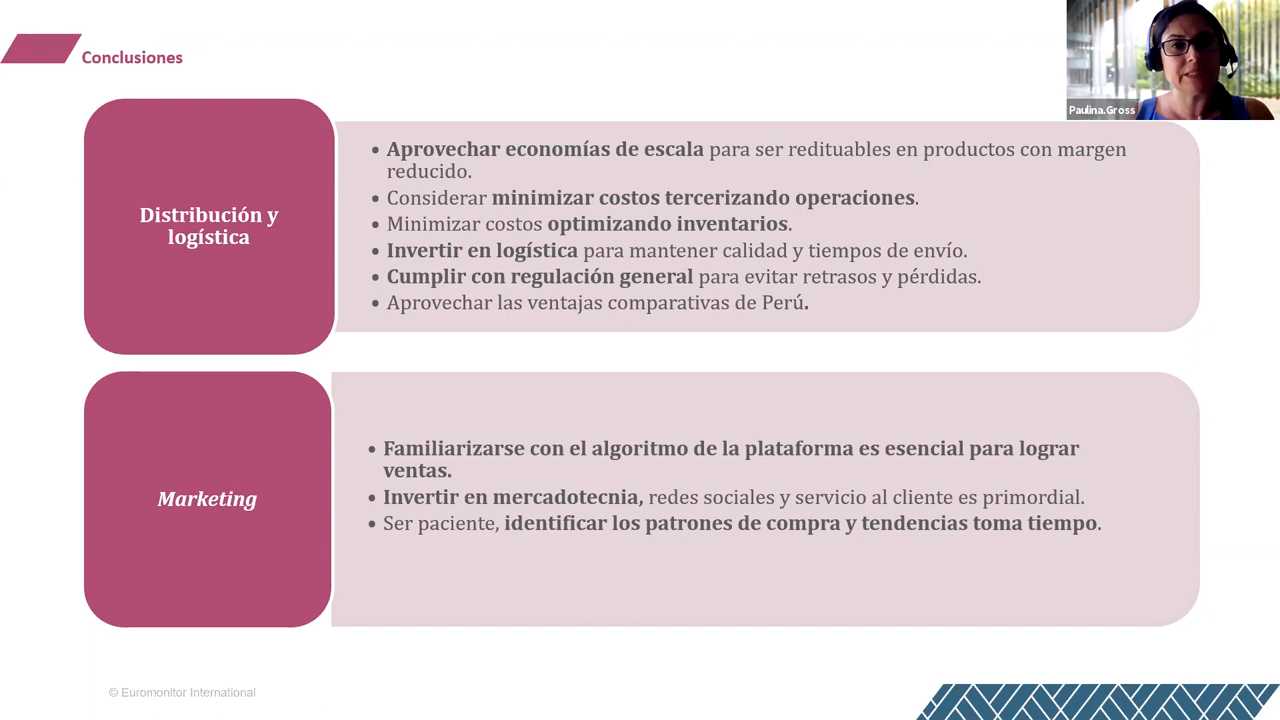 Conclusiones
Paulina.Gross
Distribución y
logística
• Aprovechar economías de escala para ser redituables en productos con margen
reducido.
• Considerar minimizar costos tercerizando operaciones.
• Minimizar costos optimizando inventarios.
• Invertir en logística para mantener calidad y tiempos de envío.
• Cumplir con regulación general para evitar retrasos y pérdidas.
• Aprovechar las ventajas comparativas de Perú.
Marketing
• Familiarizarse con el algoritmo de la plataforma es esencial para lograr
ventas.
• Invertir en mercadotecnia, redes sociales y servicio al cliente es primordial.
• Ser paciente, identificar los patrones de compra y tendencias toma tiempo.
© Euromonitor International